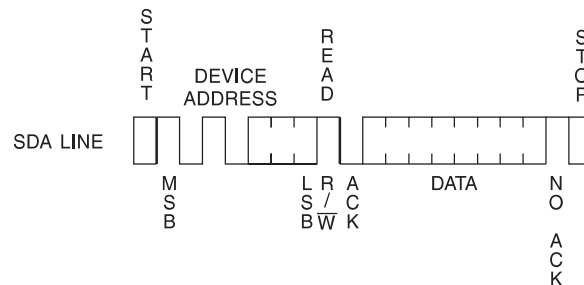 START
DEVICE
ADDRESS
READ
STOP
SDA LINE
MSB
LSB
R/W
ACK
DATA
NO ACK